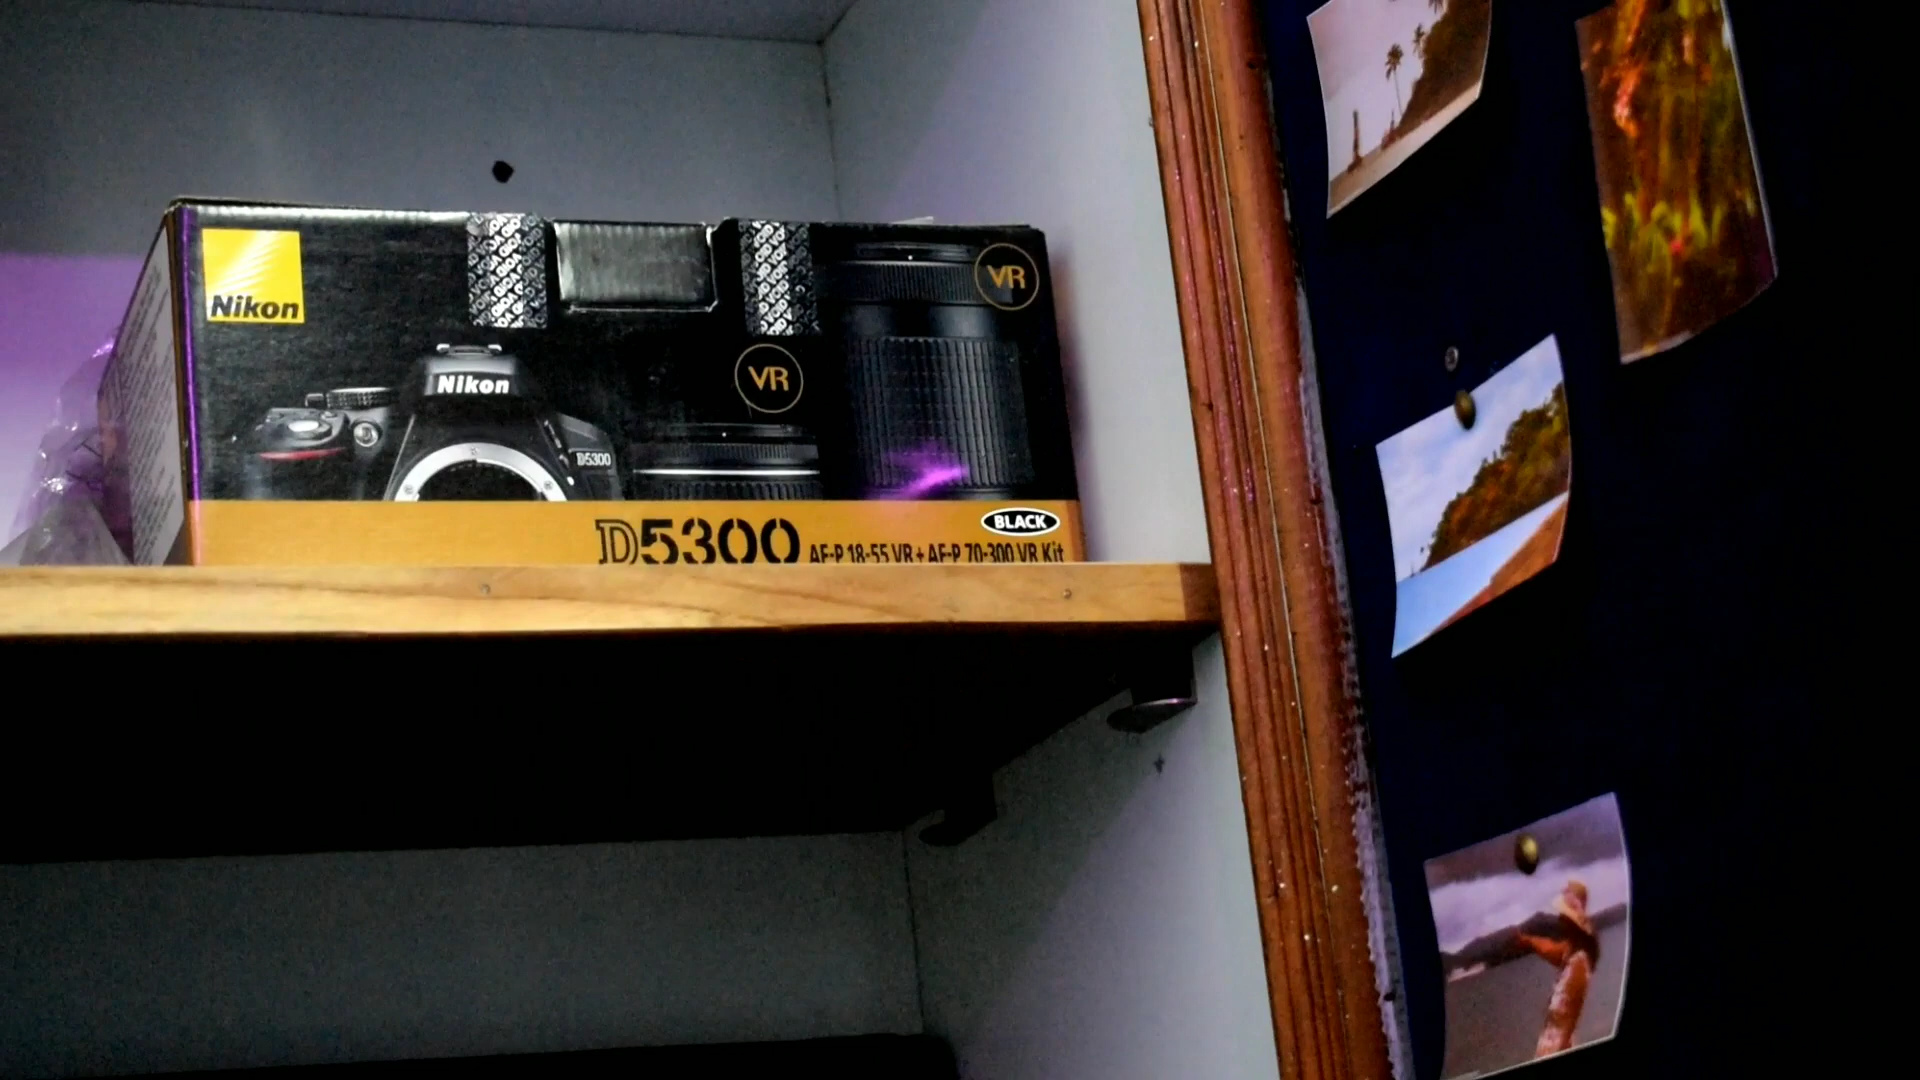 Nikon
VR
VR
Nikon
D5300
BLACK
D5300 AF-P 18-55 VR + AF-P 70-300 VR Kit